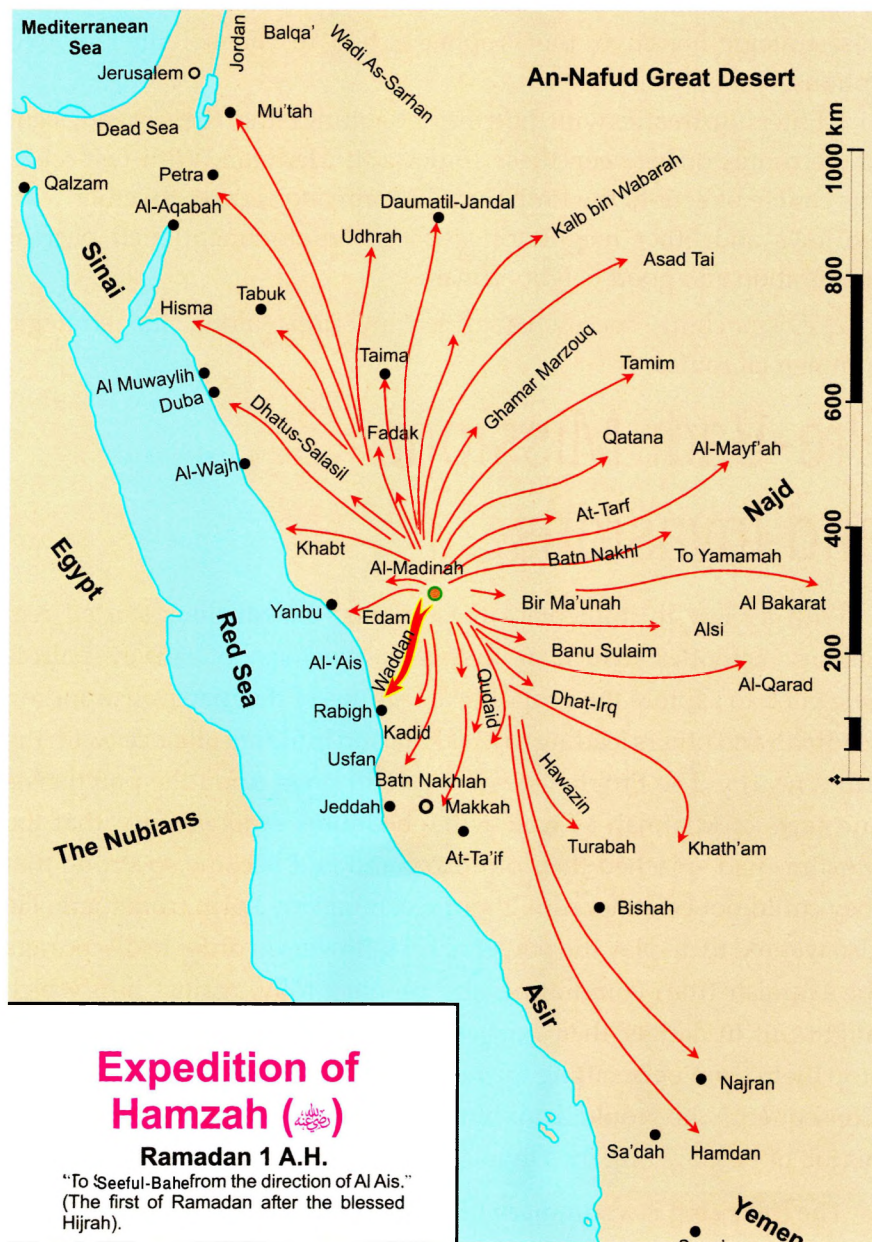 Mediterranean
Sea
Jordan
Balqa’
Wadi As-Sarhan
An-Nafud Great Desert
Jerusalem
Dead Sea
Mu’tah
1000 km
Qalzam
Petra
Al-Aqabah
Daumatil-Jandal
Kalb bin Wabarah
Udhrah
Asad Tai
Sinai
800
Hisma
Tabuk
Taima
Ghamar Marzouq
Tamim
Al Muwaylih
Duba
600
Dhatus-Salasil
Fadak
Qatana
Al-Mayf’ah
Al-Wajh
Najd
At-Tarf
400
Khabt
Batn Nakhl
To Yamamah
Egypt
Al-Madinah
Yanbu
Edam
Bir Ma’unah
Al Bakarat
Red Sea
Alsi
Al-‘Ais
Waddan
Banu Sulaim
200
Qudaid
Al-Qarad
Rabigh
Dhat-Irq
Kadid
Usfan
Hawazin
Batn Nakhlah
Jeddah
Makkah
The Nubians
Turabah
Khath’am
At-Ta’if
Bishah
Asir
Najran
Sa’dah
Hamdan
Yemen
Expedition of
Hamzah (رضي الله عنه)
Ramadan 1 A.H.
“To Seeful-Bahefrom the direction of Al Ais.”
(The first of Ramadan after the blessed
Hijrah).